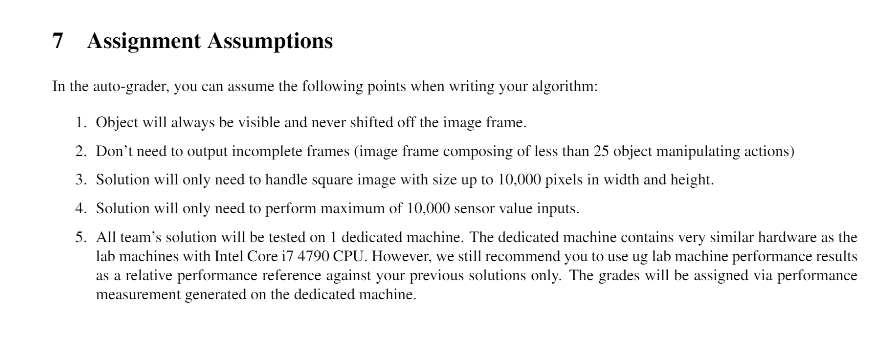 7 Assignment Assumptions
In the auto-grader, you can assume the following points when writing your algorithm:
1. Object will always be visible and never shifted off the image frame.
2. Don't need to output incomplete frames (image frame composing of less than 25 object manipulating actions)
3. Solution will only need to handle square image with size up to 10,000 pixels in width and height.
4. Solution will only need to perform maximum of 10,000 sensor value inputs.
5. All team's solution will be tested on 1 dedicated machine. The dedicated machine contains very similar hardware as the
lab machines with Intel Core i7 4790 CPU. However, we still recommend you to use ug lab machine performance results
as a relative performance reference against your previous solutions only. The grades will be assigned via performance
measurement generated on the dedicated machine.